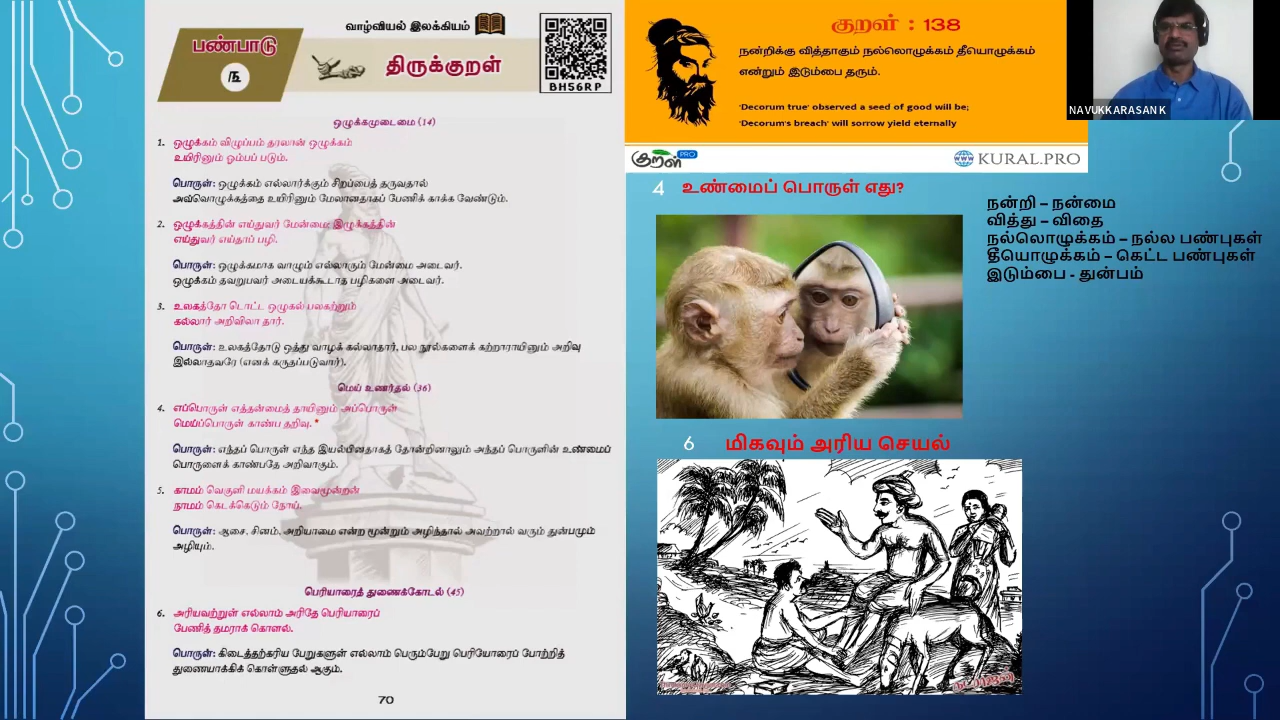 வாழ்வியல் இலக்கியம்
பண்பாடு
௩
திருக்குறள்
BH56RP
ஒழுக்கமுடைமை (14)
1. ஒழுக்கம் விழுப்பம் தரலான் ஒழுக்கம்
உயிரினும் ஓம்பப் படும்.
பொருள்: ஒழுக்கம் எல்லார்க்கும் சிறப்பைத் தருவதால்
அவ்வொழுக்கத்தை உயிரினும் மேலானதாகப் பேணிக் காக்க வேண்டும்.
2. ஒழுக்கத்தின் எய்துவர் மேன்மை; இழுக்கத்தின்
எய்துவர் எய்தாப் பழி.
பொருள்: ஒழுக்கமாக வாழும் எல்லாரும் மேன்மை அடைவர்.
ஒழுக்கம் தவறுபவர் அடையக்கூடாத பழிகளை அடைவர்.
3. உலகத்தோ டொட்ட ஒழுகல் பலகற்றும்
கல்லார் அறிவிலா தார்.
பொருள்: உலகத்தோடு ஒத்து வாழக் கல்லாதார், பல நூல்களைக் கற்றாராயினும் அறிவு
இல்லாதவரே (எனக் கருதப்படுவார்).
மெய் உணர்தல் (36)
4. எப்பொருள் எத்தன்மைத் தாயினும் அப்பொருள்
மெய்ப்பொருள் காண்ப தறிவு. *
பொருள்: எந்தப் பொருள் எந்த இயல்பினதாகத் தோன்றினாலும் அந்தப் பொருளின் உண்மைப்
பொருளைக் காண்பதே அறிவாகும்.
5. காமம் வெகுளி மயக்கம் இவைமூன்றன்
நாமம் கெடக்கெடும் நோய்.
பொருள்: ஆசை, சினம், அறியாமை என்ற மூன்றும் அழிந்தால் அவற்றால் வரும் துன்பமும்
அழியும்.
பெரியாரைத் துணைக்கோடல் (45)
6. அரியவற்றுள் எல்லாம் அரிதே பெரியாரைப்
பேணித் தமராக் கொளல்.
பொருள்: கிடைத்தற்கரிய பேறுகளுள் எல்லாம் பெரும்பேறு பெரியோரைப் போற்றித்
துணையாக்கிக் கொள்ளுதல் ஆகும்.
70
குறள் : 138
நன்றிக்கு வித்தாகும் நல்லொழுக்கம் தீயொழுக்கம்
என்றும் இடும்பை தரும்.
'Decorum true' observed a seed of good will be;
'Decorum's breach' will sorrow yield eternally
குறள் PRO
KURAL.PRO
NAVUKKARASAN K
4 உண்மைப் பொருள் எது?
நன்றி – நன்மை
வித்து – விதை
நல்லொழுக்கம் – நல்ல பண்புகள்
தீயொழுக்கம் – கெட்ட பண்புகள்
இடும்பை - துன்பம்
6 மிகவும் அரிய செயல்